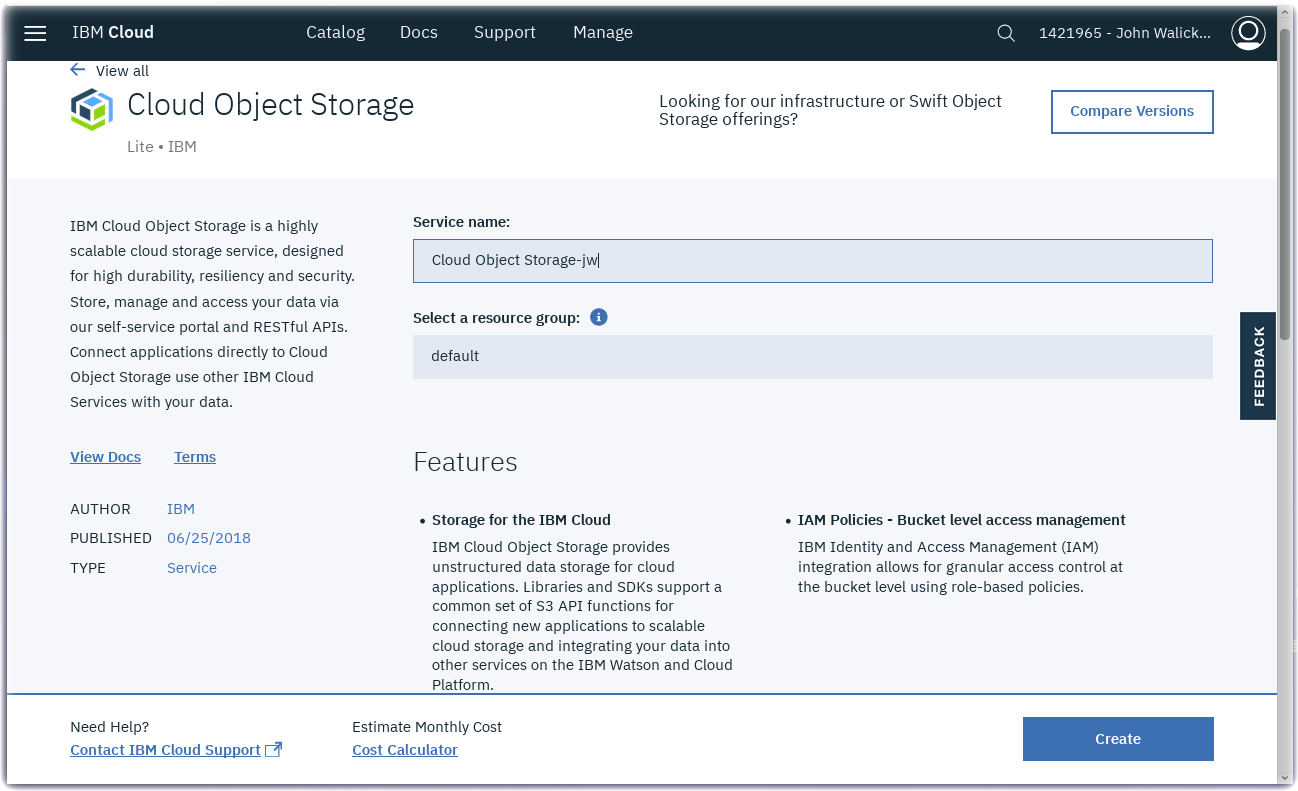 IBM Cloud
Catalog
Docs
Support
Manage
1421965 - John Walick...
View all
Cloud Object Storage
Lite • IBM
Looking for our infrastructure or Swift Object
Storage offerings?
Compare Versions
IBM Cloud Object Storage is a highly
scalable cloud storage service, designed
for high durability, resiliency and security.
Store, manage and access your data via
our self-service portal and RESTful APIs.
Connect applications directly to Cloud
Object Storage use other IBM Cloud
Services with your data.
View Docs
Terms
AUTHOR IBM
PUBLISHED 06/25/2018
TYPE Service
Service name:
Cloud Object Storage-jw
Select a resource group:
default
Features
• Storage for the IBM Cloud
IBM Cloud Object Storage provides
unstructured data storage for cloud
applications. Libraries and SDKs support a
common set of S3 API functions for
connecting new applications to scalable
cloud storage and integrating your data into
other services on the IBM Watson and Cloud
Platform.
• IAM Policies - Bucket level access management
IBM Identity and Access Management (IAM)
integration allows for granular access control at
the bucket level using role-based policies.
FEEDBACK
Need Help?
Contact IBM Cloud Support
Estimate Monthly Cost
Cost Calculator
Create